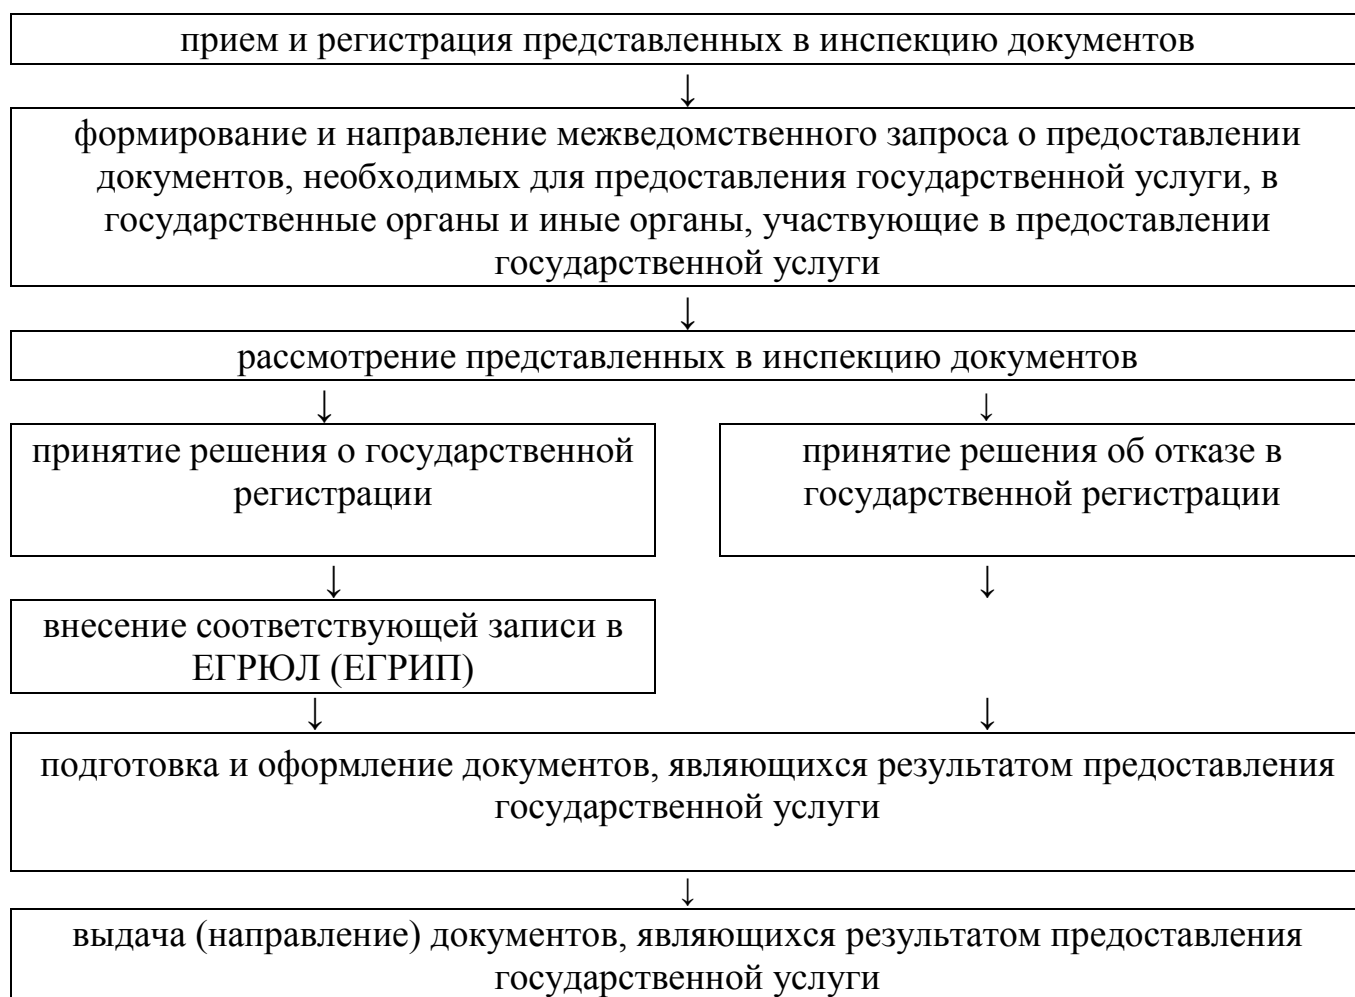 прием и регистрация представленных в инспекцию документов
↓
формирование и направление межведомственного запроса о предоставлении
документов, необходимых для предоставления государственной услуги, в
государственные органы и иные органы, участвующие в предоставлении
государственной услуги
↓
рассмотрение представленных в инспекцию документов
↓ ↓
принятие решения о государственной
регистрации
принятие решения об отказе в
государственной регистрации
↓ ↓
внесение соответствующей записи в
ЕГРЮЛ (ЕГРИП)
↓ ↓
подготовка и оформление документов, являющихся результатом предоставления
государственной услуги
↓
выдача (направление) документов, являющихся результатом предоставления
государственной услуги